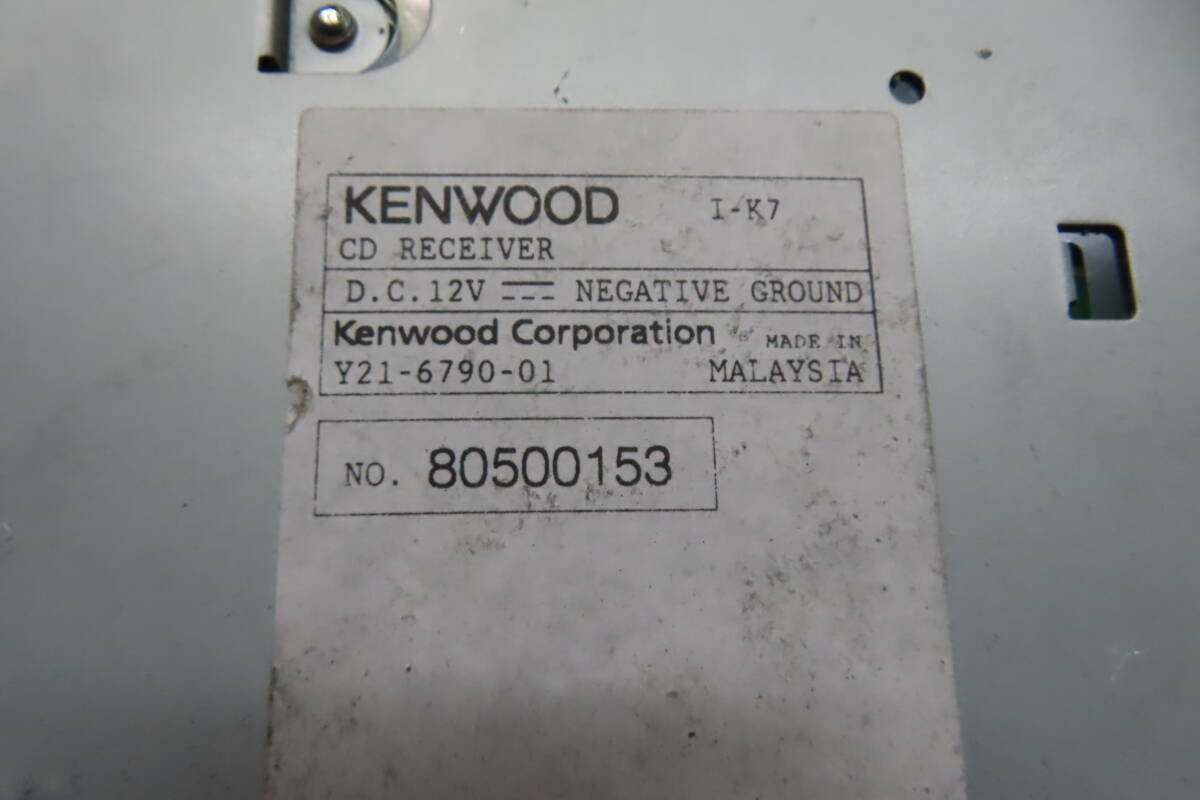 KENWOOD I-K7
CD RECEIVER
D.C.12V NEGATIVE GROUND
Kenwood Corporation MADE IN
Y21-6790-01 MALAYSIA
NO. 80500153